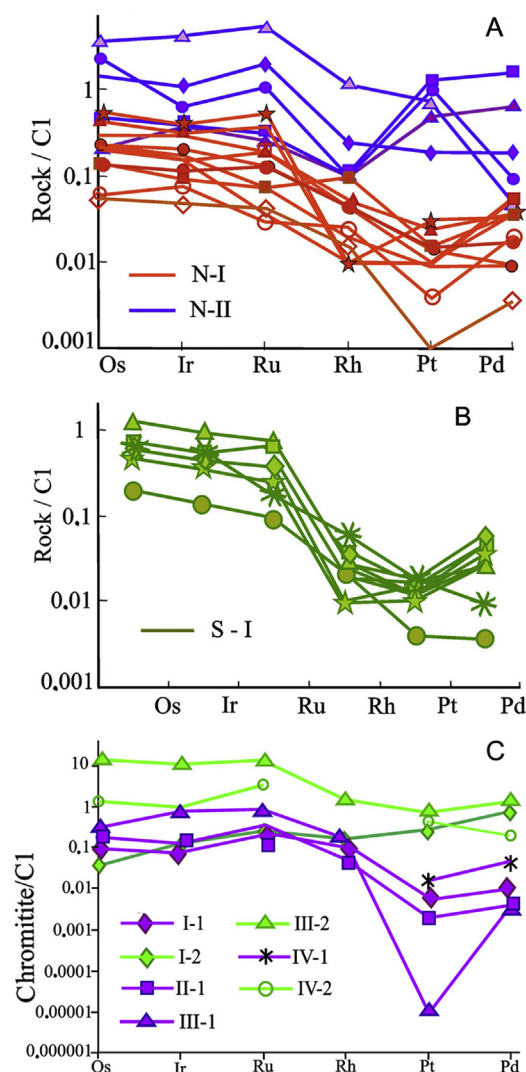 A
Rock / C1
1
0.1
0.01
0.001
N-I
N-II
Os Ir Ru Rh Pt Pd
B
Rock / C1
1
0.1
0.01
0.001
S - I
Os Ir Ru Rh Pt Pd
C
Chromitite/C1
10
1
0.1
0.01
0.001
0.0001
0.00001
0.000001
I-1 III-2
I-2 IV-1
II-1 IV-2
III-1
Os Ir Ru Rh Pt Pd